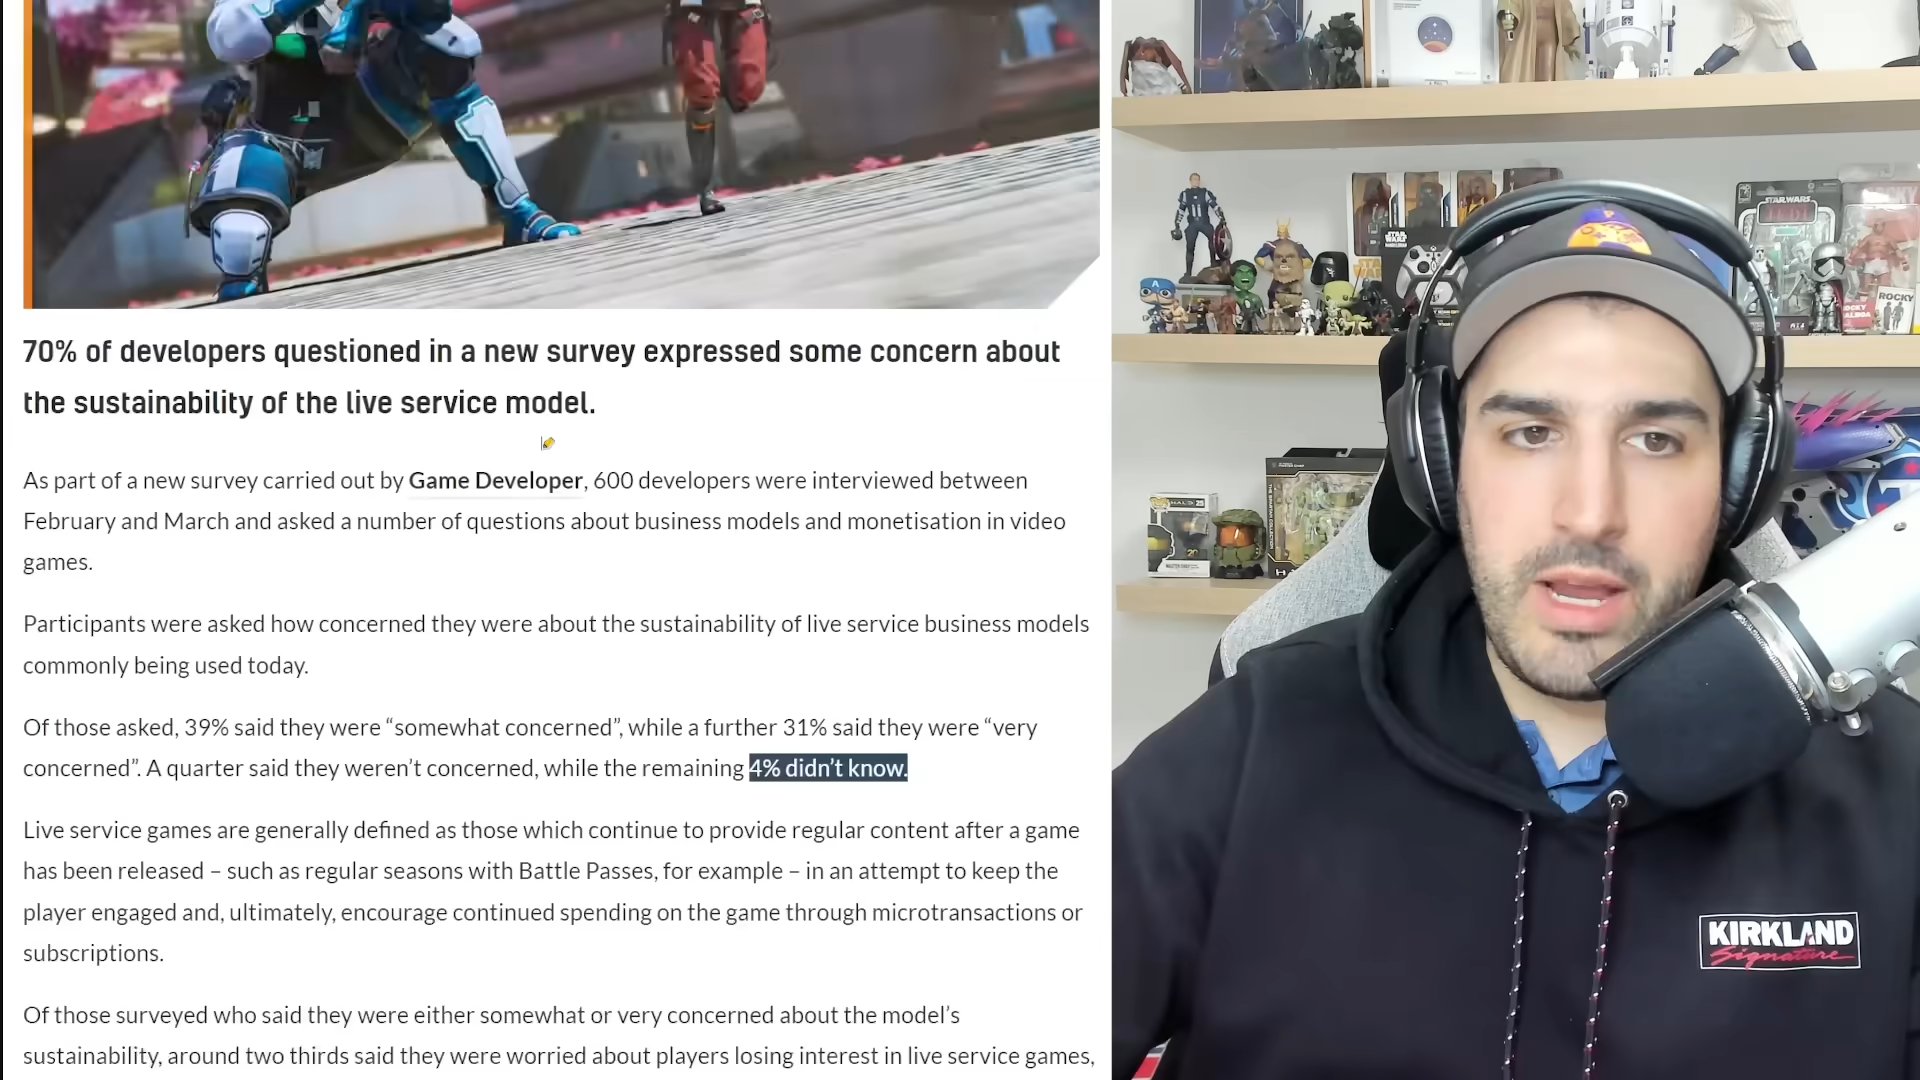 70% of developers questioned in a new survey expressed some concern about
the sustainability of the live service model.
As part of a new survey carried out by Game Developer, 600 developers were interviewed between
February and March and asked a number of questions about business models and monetisation in video
games.
Participants were asked how concerned they were about the sustainability of live service business models
commonly being used today.
Of those asked, 39% said they were “somewhat concerned”, while a further 31% said they were “very
concerned”. A quarter said they weren’t concerned, while the remaining 4% didn’t know.
Live service games are generally defined as those which continue to provide regular content after a game
has been released – such as regular seasons with Battle Passes, for example – in an attempt to keep the
player engaged and, ultimately, encourage continued spending on the game through microtransactions or
subscriptions.
Of those surveyed who said they were either somewhat or very concerned about the model’s
sustainability, around two thirds said they were worried about players losing interest in live service games,
STAR WARS
STAR WARS
ROCKY
ROCKY
HALO
KIRKLAND
Signature